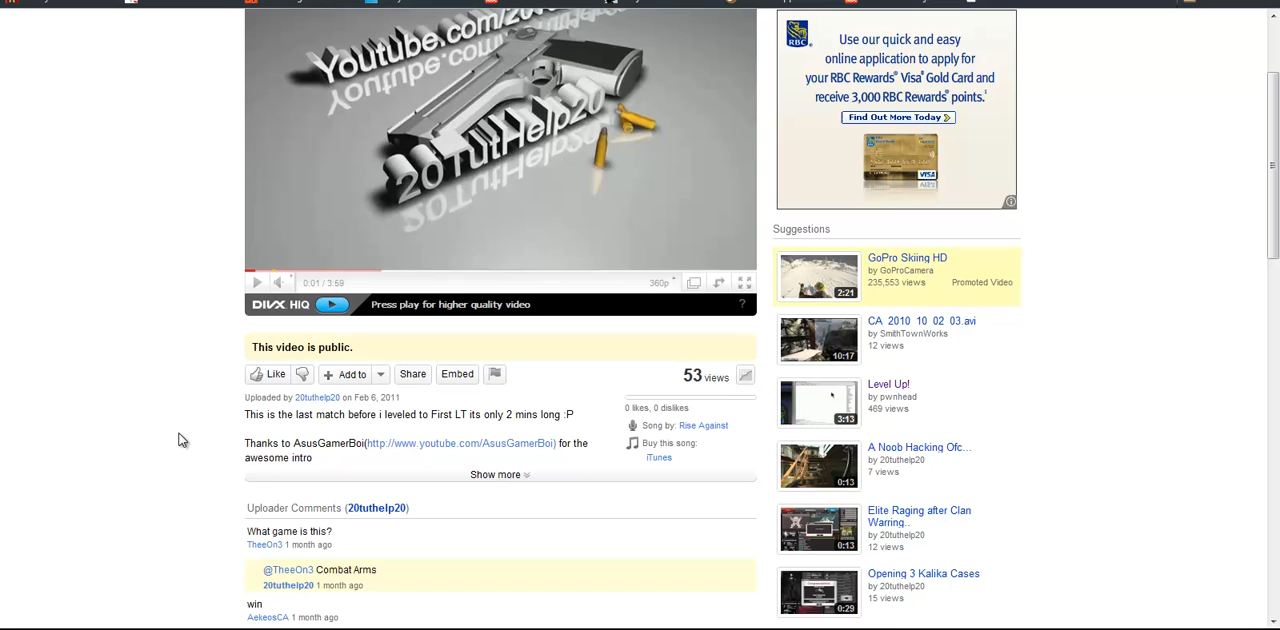 Youtube.com/20
20TutHelp20
0:01 / 3:59
360p
DIVX HiQ
Press play for higher quality video
?
This video is public.
Like
Add to
Share
Embed
53 views
Uploaded by 20tuthelp20 on Feb 6, 2011
This is the last match before i leveled to First LT its only 2 mins long :P
Thanks to AsusGamerBoi(http://www.youtube.com/AsusGamerBoi) for the
awesome intro
Show more
0 likes, 0 dislikes
Song by: Rise Against
Buy this song:
iTunes
Uploader Comments (20tuthelp20)
What game is this?
TheeOn3 1 month ago
@TheeOn3 Combat Arms
20tuthelp20 1 month ago
win
AekeosCA 1 month ago
RBC
Use our quick and easy
online application to apply for
your RBC Rewards® Visa‡ Gold Card and
receive 3,000 RBC Rewards® points.¹
Find Out More Today
VISA
Suggestions
GoPro Skiing HD
by GoProCamera
235,553 views Promoted Video
2:21
CA 2010 10 02 03.avi
by SmithTownWorks
12 views
10:17
Level Up!
by pwnhead
469 views
3:13
A Noob Hacking Ofc...
by 20tuthelp20
7 views
0:13
Elite Raging after Clan
Warring..
by 20tuthelp20
12 views
0:13
Opening 3 Kalika Cases
by 20tuthelp20
15 views
0:29